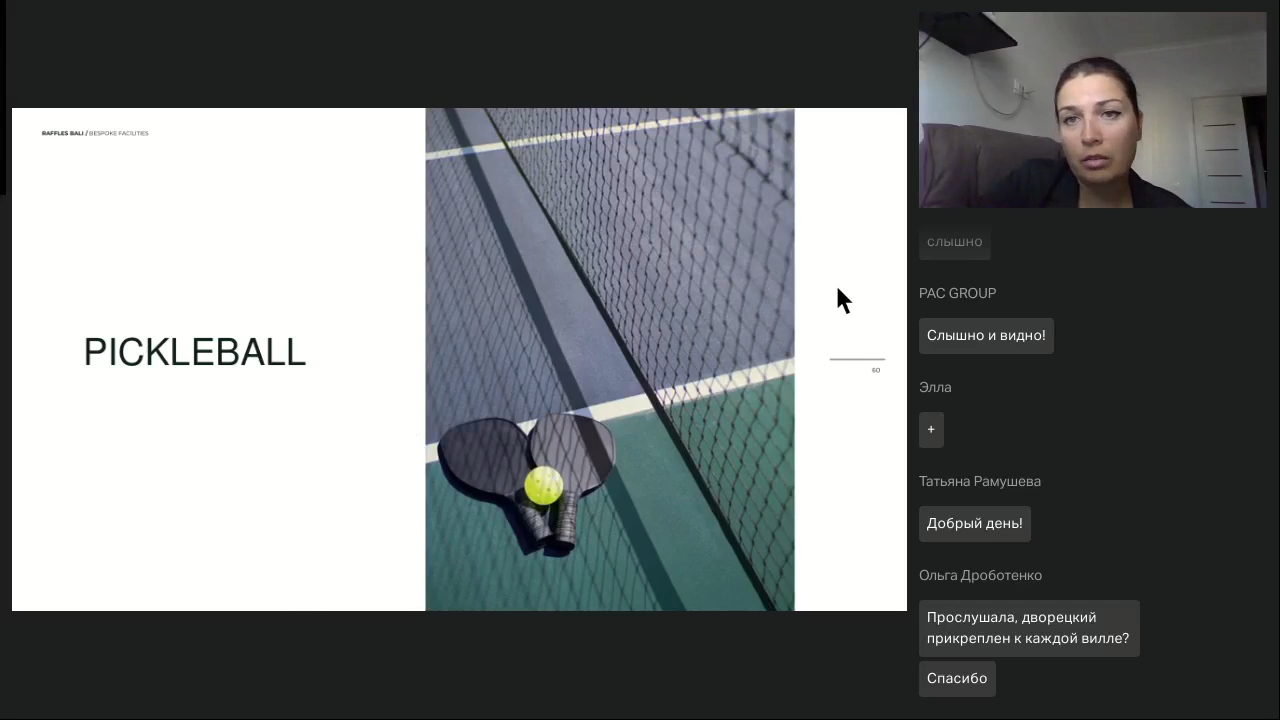 RAFFLES BALI / BESPOKE FACILITIES
PICKLEBALL
60
слышно
PAC GROUP
Слышно и видно!
Элла
+
Татьяна Рамушева
Добрый день!
Ольга Дроботенко
Прослушала, дворецкий
прикреплен к каждой вилле?
Спасибо